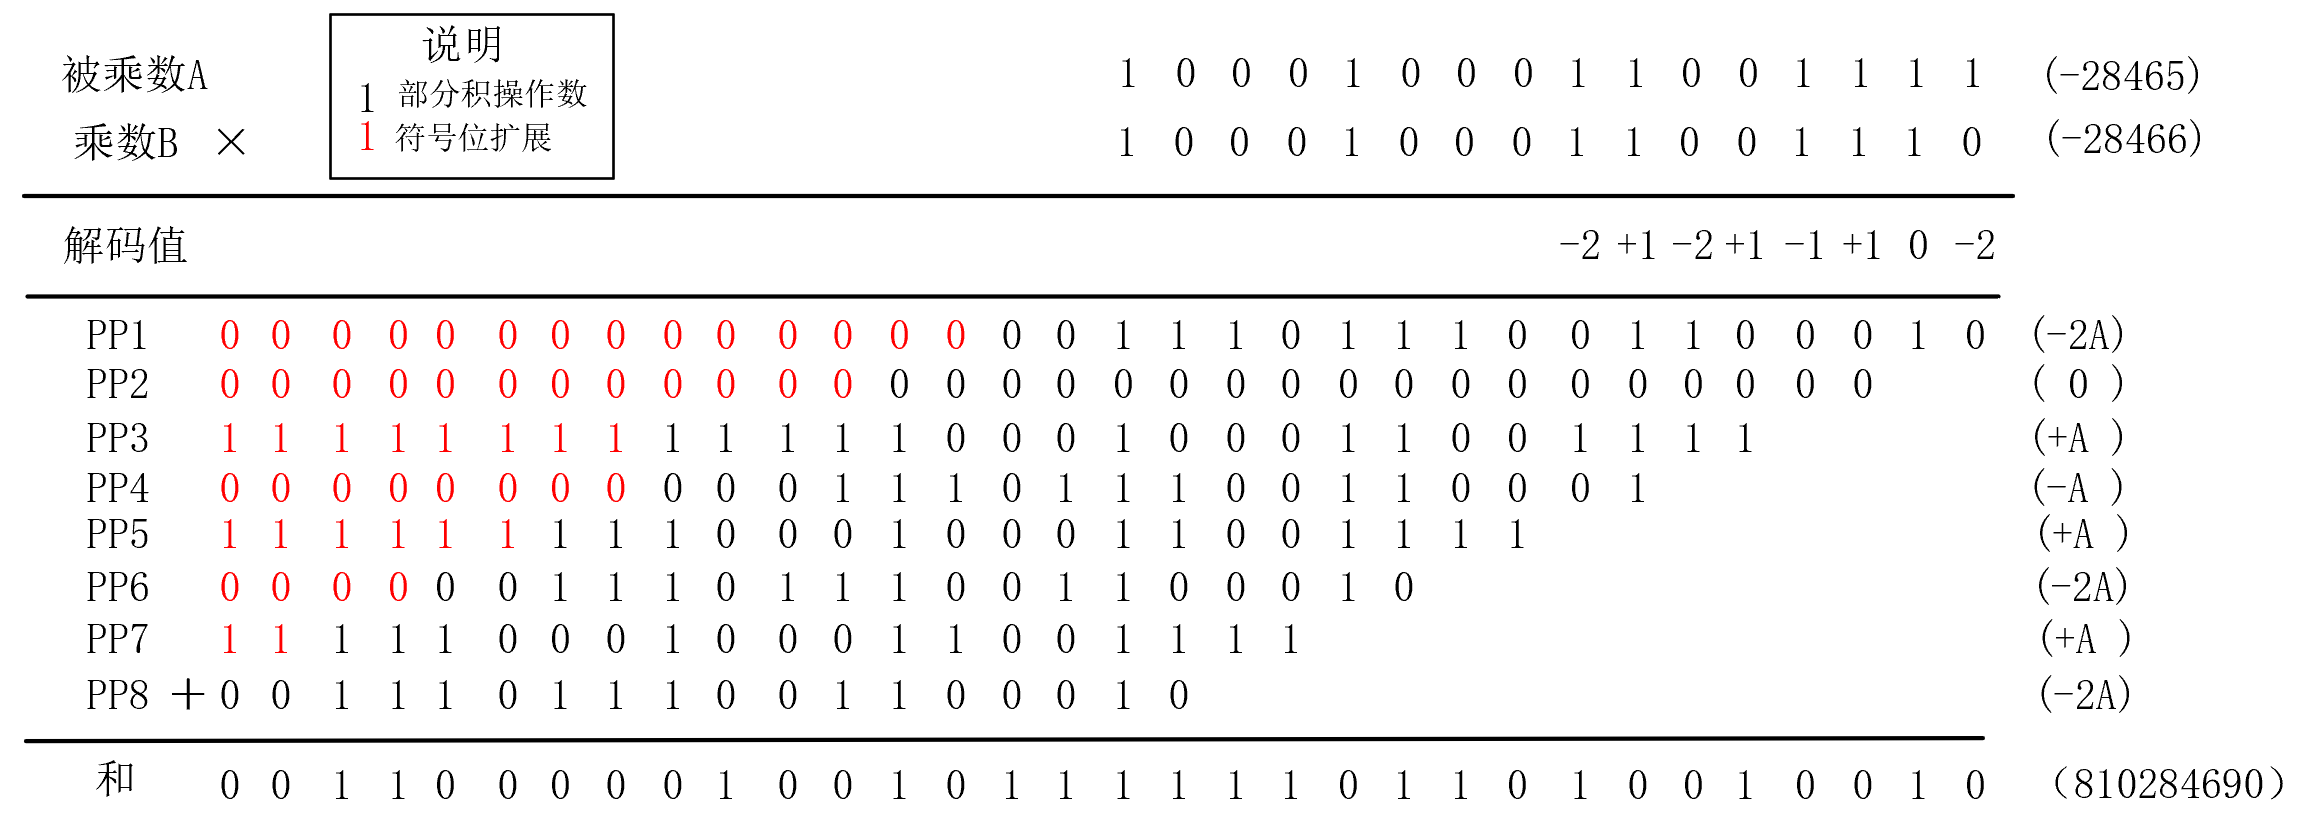 说明
1 部分积操作数
1 符号位扩展
被乘数A 1 0 0 0 1 0 0 0 1 1 0 0 1 1 1 1 (-28465)
乘数B × 1 0 0 0 1 0 0 0 1 1 0 0 1 1 1 0 (-28466)
解码值 -2 +1 -2 +1 -1 +1 0 -2
PP1 0 0 0 0 0 0 0 0 0 0 0 0 0 0 0 0 1 1 1 0 1 1 1 0 0 1 1 0 0 0 1 0 (-2A)
PP2 0 0 0 0 0 0 0 0 0 0 0 0 0 0 0 0 0 0 0 0 0 0 0 0 0 0 0 0 0 0 ( 0 )
PP3 1 1 1 1 1 1 1 1 1 1 1 1 1 0 0 0 1 0 0 0 1 1 0 0 1 1 1 1 (+A )
PP4 0 0 0 0 0 0 0 0 0 0 0 1 1 1 0 1 1 1 0 0 1 1 0 0 0 1 (-A )
PP5 1 1 1 1 1 1 1 1 1 0 0 0 1 0 0 0 1 1 0 0 1 1 1 1 (+A )
PP6 0 0 0 0 0 0 1 1 1 0 1 1 1 0 0 1 1 0 0 0 1 0 (-2A)
PP7 1 1 1 1 1 0 0 0 1 0 0 0 1 1 0 0 1 1 1 1 (+A )
PP8 + 0 0 1 1 1 0 1 1 1 0 0 1 1 0 0 0 1 0 (-2A)
和 0 0 1 1 0 0 0 0 0 1 0 0 1 0 1 1 1 1 1 1 0 1 1 0 1 0 0 1 0 0 1 0 （810284690）